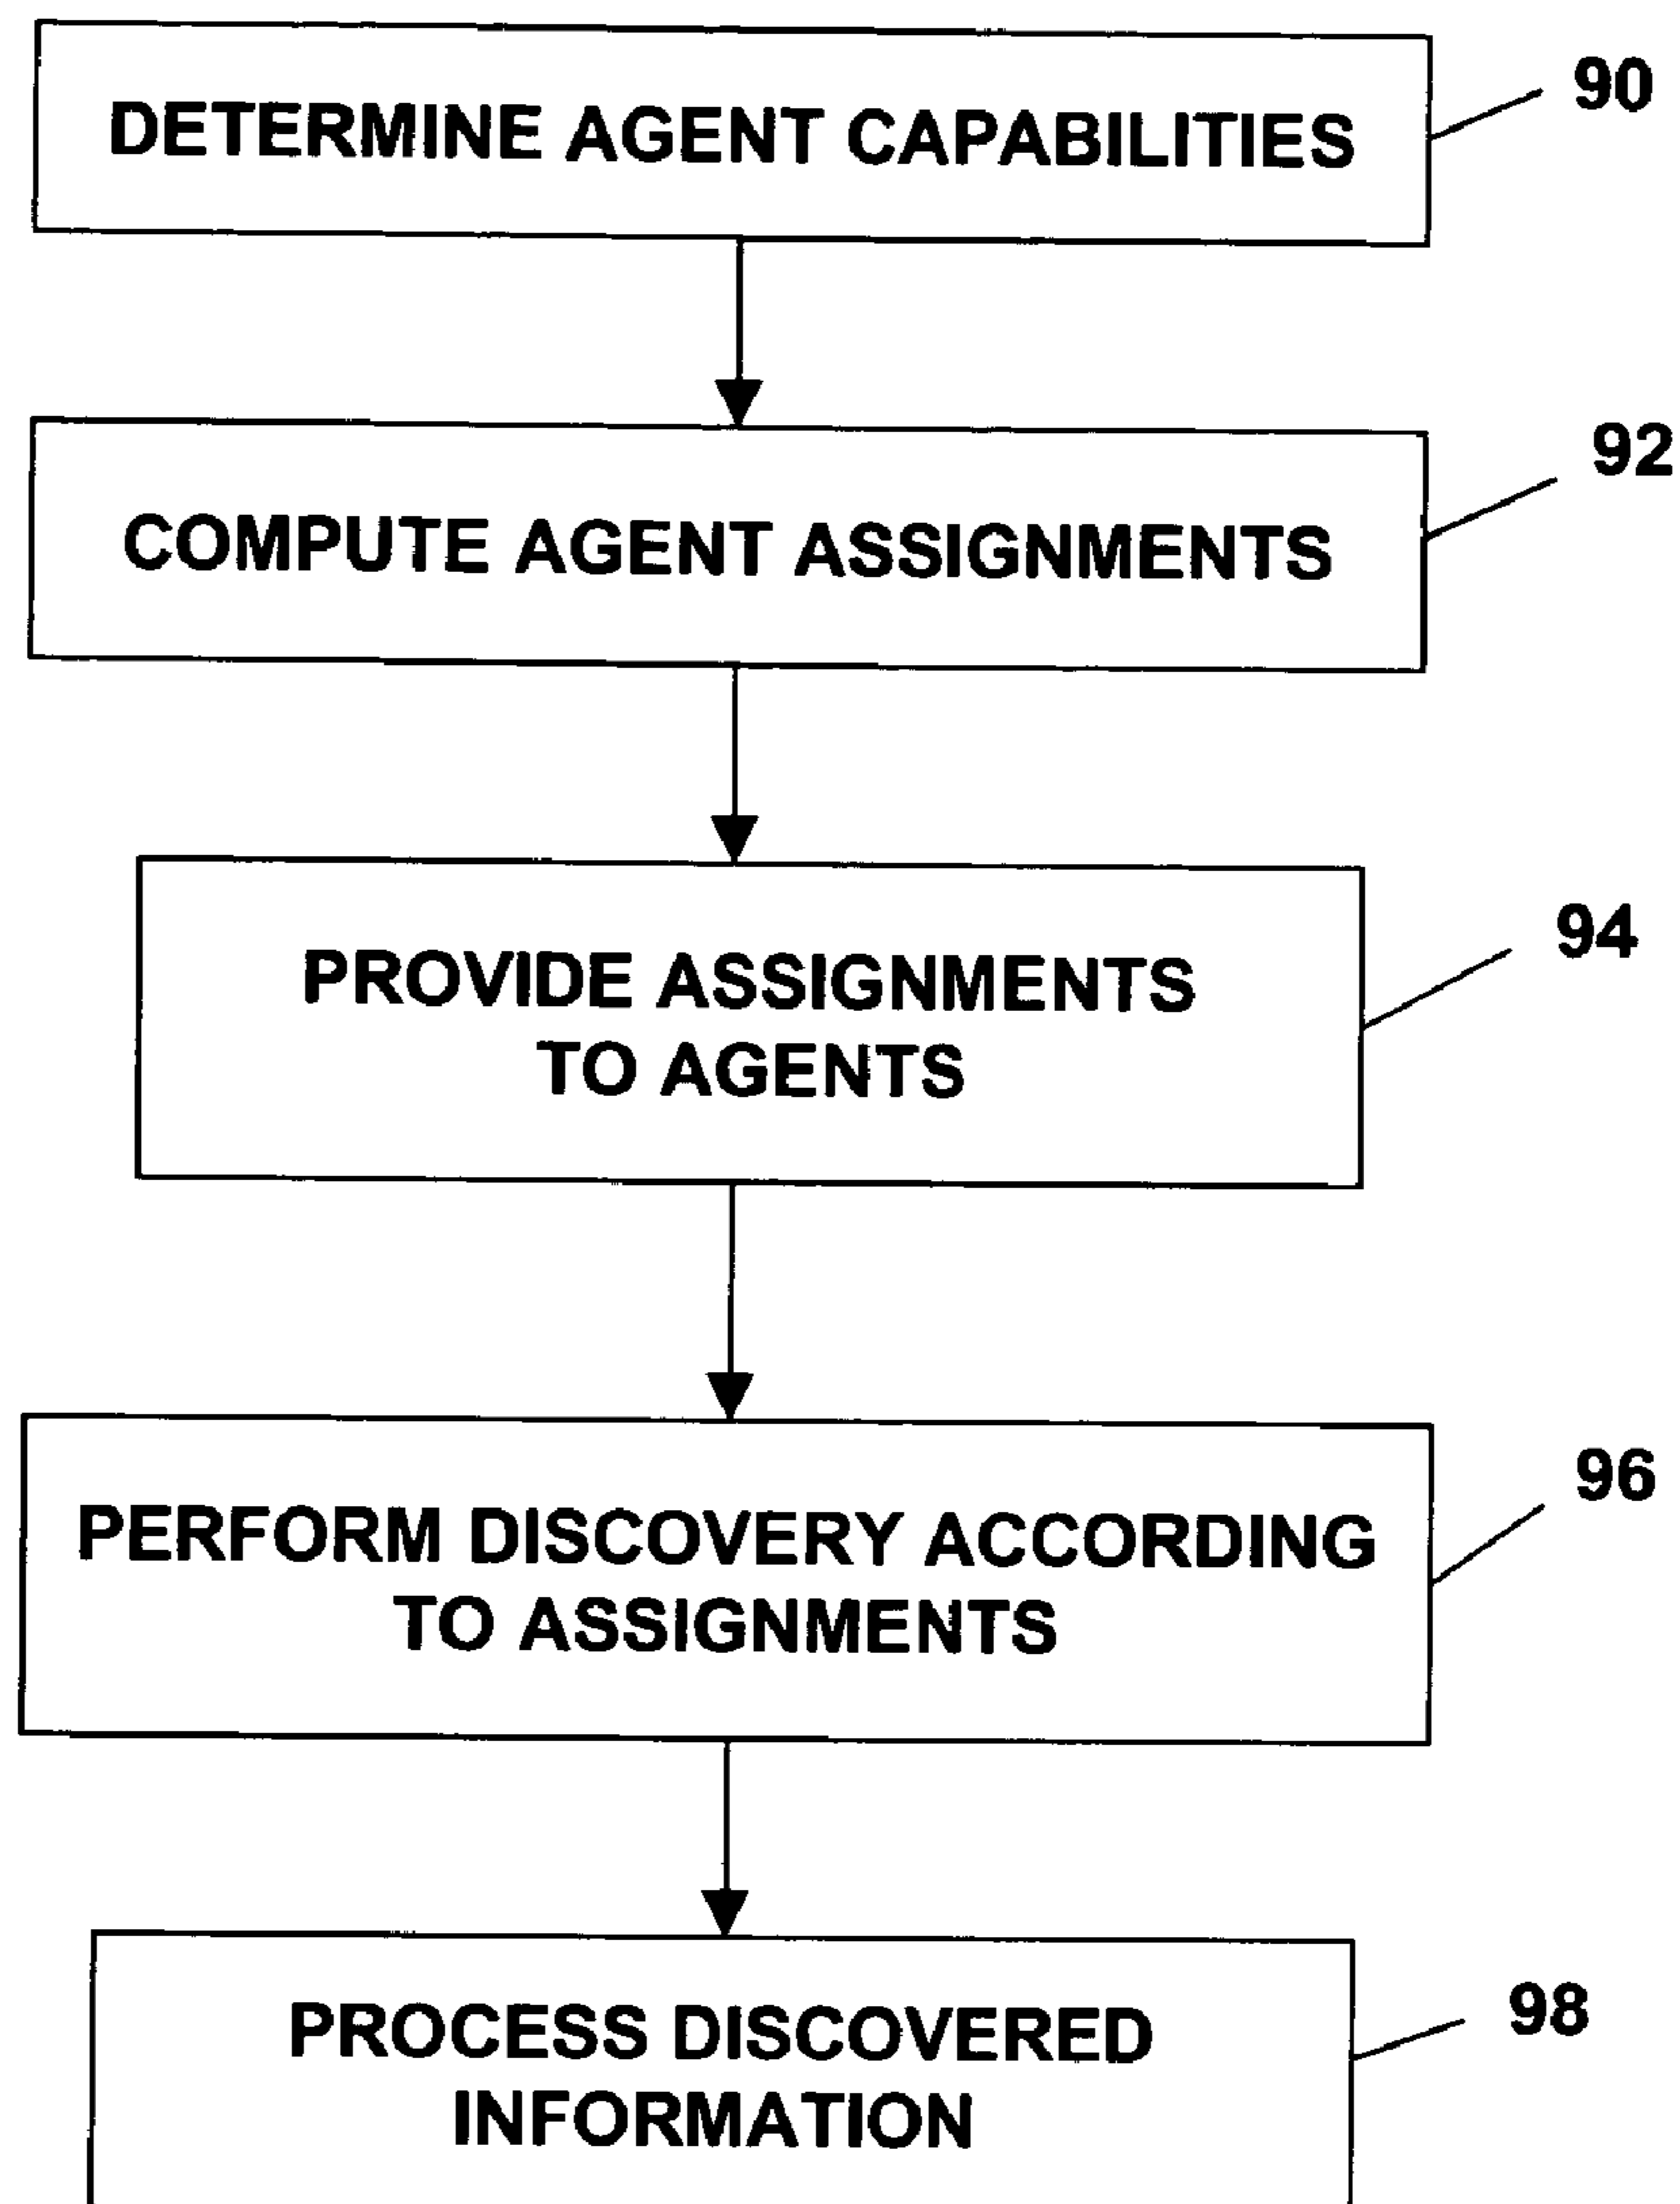 DETERMINE AGENT CAPABILITIES
90
COMPUTE AGENT ASSIGNMENTS
92
PROVIDE ASSIGNMENTS
TO AGENTS
94
PERFORM DISCOVERY ACCORDING
TO ASSIGNMENTS
96
PROCESS DISCOVERED
INFORMATION
98